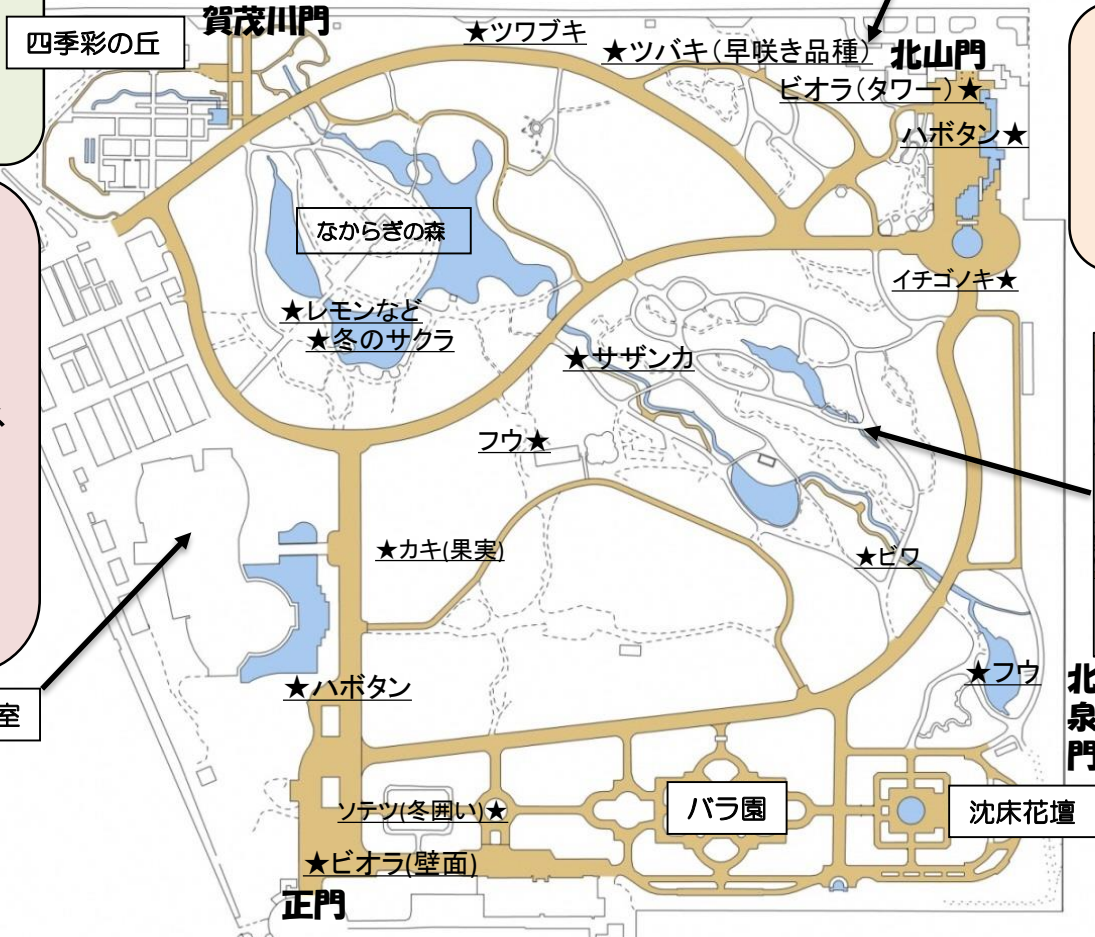 賀茂川門
四季彩の丘
★ツワブキ
★ツバキ(早咲き品種)
北山門
ビオラ(タワー)★
ハボタン★
なからぎの森
イチゴノキ★
★レモンなど
★冬のサクラ
★サザンカ
フウ★
★カキ(果実)
★ビワ
★フウ
★ハボタン
室
北
泉
門
ソテツ(冬囲い)★
バラ園
沈床花壇
★ビオラ(壁面)
正門